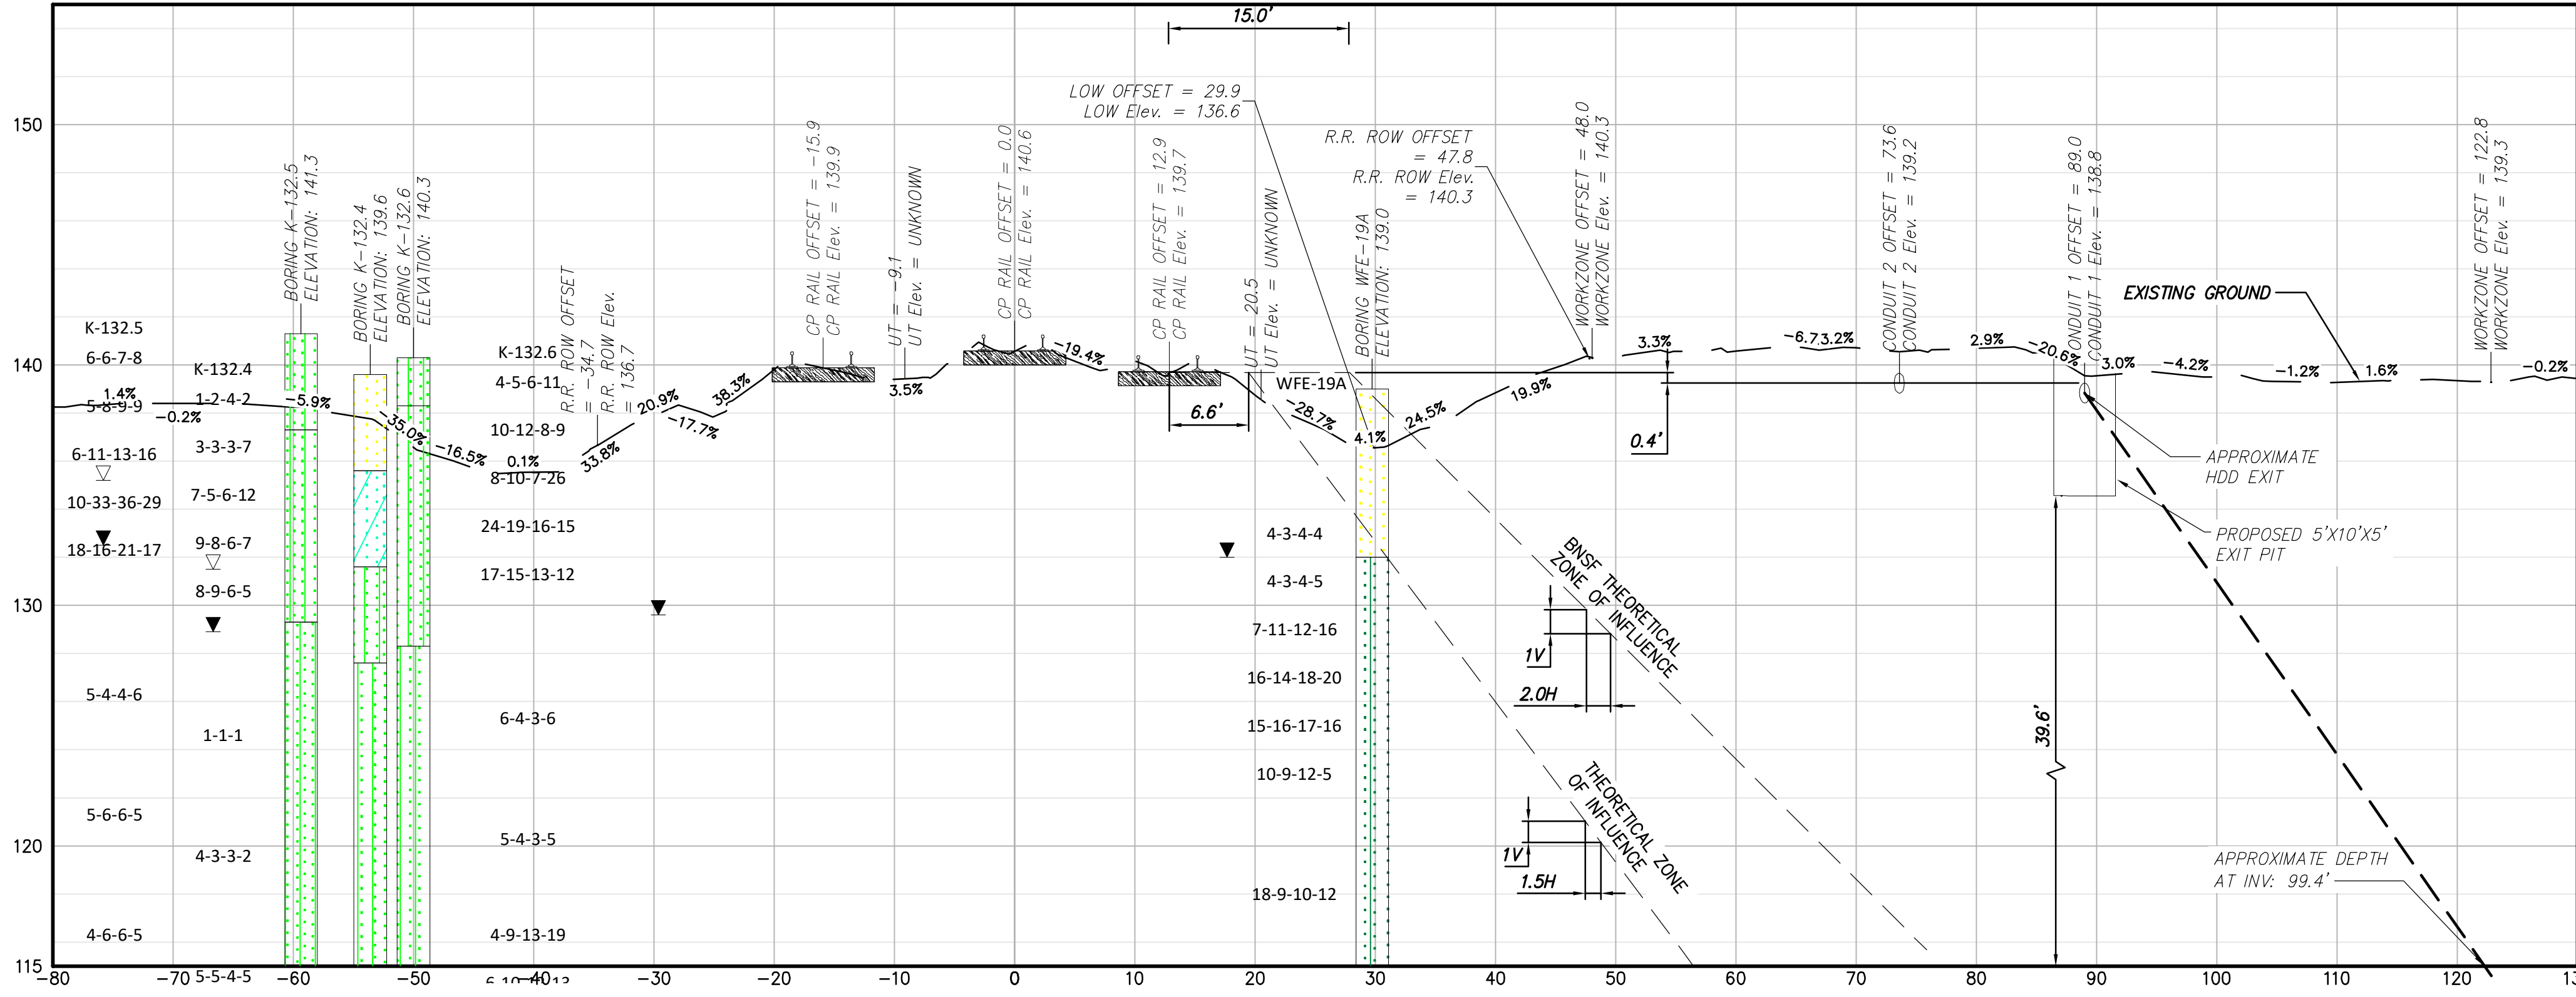 15.0'
LOW OFFSET = 29.9
LOW Elev. = 136.6
150
140
130
120
115
BORING K-132.5
ELEVATION: 141.3
BORING K-132.4
ELEVATION: 139.6
BORING K-132.6
ELEVATION: 140.3
R.R. ROW OFFSET
= -34.7
R.R. ROW Elev.
= 136.7
CP RAIL OFFSET = -15.9
CP RAIL Elev. = 139.9
UT = -9.1
UT Elev. = UNKNOWN
CP RAIL OFFSET = 0.0
CP RAIL Elev. = 140.6
CP RAIL OFFSET = 12.9
CP RAIL Elev. = 139.7
UT = 20.5
UT Elev. = UNKNOWN
BORING WFE-19A
ELEVATION: 139.0
R.R. ROW OFFSET
= 47.8
R.R. ROW Elev.
= 140.3
WORKZONE OFFSET = 48.0
WORKZONE Elev. = 140.3
CONDUIT 2 OFFSET = 73.6
CONDUIT 2 Elev. = 139.2
CONDUIT 1 OFFSET = 89.0
CONDUIT 1 Elev. = 138.8
WORKZONE OFFSET = 122.8
WORKZONE Elev. = 139.3
EXISTING GROUND
K-132.5
6-6-7-8
5-8-9-9
6-11-13-16
10-33-36-29
18-16-21-17
5-4-4-6
5-6-6-5
4-6-6-5
K-132.4
1-2-4-2
3-3-3-7
7-5-6-12
9-8-6-7
8-9-6-5
1-1-1
4-3-3-2
5-5-4-5
K-132.6
4-5-6-11
10-12-8-9
8-10-7-26
24-19-16-15
17-15-13-12
6-4-3-6
5-4-3-5
4-9-13-19
WFE-19A
4-3-4-4
4-3-4-5
7-11-12-16
16-14-18-20
15-16-17-16
10-9-12-5
18-9-10-12
1.4%
-0.2%
-5.9%
-35.0%
-16.5%
0.1%
33.8%
20.9%
-17.7%
38.3%
3.5%
-19.4%
-28.7%
4.1%
24.5%
19.9%
3.3%
-6.7
3.2%
2.9%
-20.6%
3.0%
-4.2%
-1.2%
1.6%
-0.2%
6.6'
0.4'
39.6'
BNSF THEORETICAL
ZONE OF INFLUENCE
1V
2.0H
THEORETICAL ZONE
OF INFLUENCE
1V
1.5H
APPROXIMATE
HDD EXIT
PROPOSED 5'X10'X5'
EXIT PIT
APPROXIMATE DEPTH
AT INV: 99.4'
-80
-70
-60
-50
-40
-30
-20
-10
0
10
20
30
40
50
60
70
80
90
100
110
120